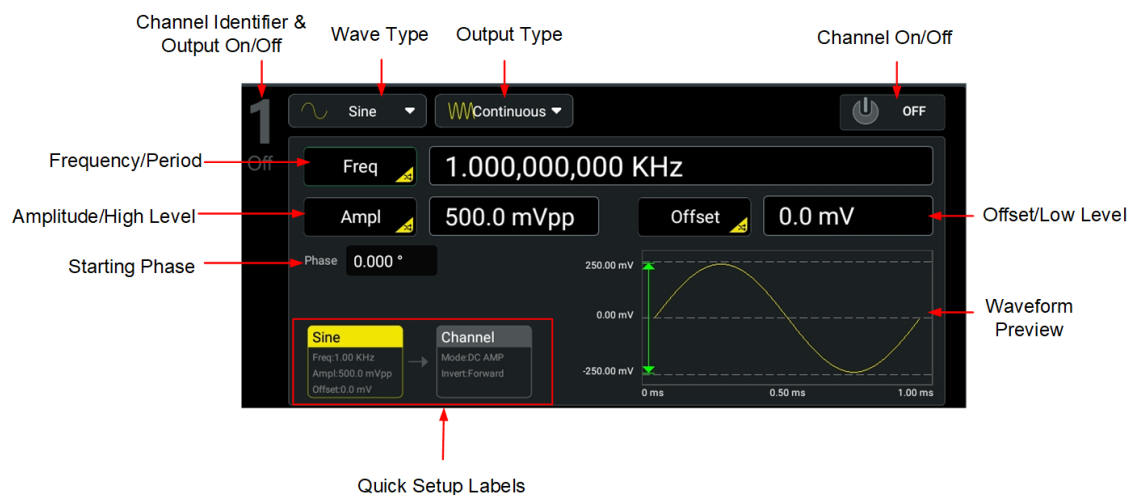 Channel Identifier &
Output On/Off
Wave Type
Output Type
Channel On/Off
1
Off
Sine
Continuous
OFF
Frequency/Period
Freq
1.000,000,000 KHz
Amplitude/High Level
Ampl
500.0 mVpp
Offset
0.0 mV
Offset/Low Level
Starting Phase
Phase
0.000 °
250.00 mV
0.00 mV
-250.00 mV
0 ms
0.50 ms
1.00 ms
Waveform
Preview
Sine
Freq:1.00 KHz
Ampl:500.0 mVpp
Offset:0.0 mV
Channel
Mode:DC AMP
Invert:Forward
Quick Setup Labels